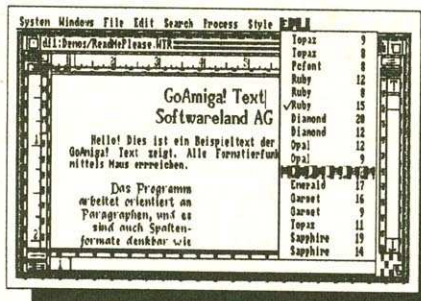 System Windows File Edit Search Process Style
df1:Demos/ReadMePlease.WTR
GoAmiga! Text
Softwareland AG
Hello! Dies ist ein Beispieltext der
GoAmiga! Text zeigt. Alle Formatierfunk
mittels Maus errreichen.
Das Programm
arbeitet orientiert an
Paragraphen, und es
sind auch Spalten-
formate denkbar wie
Topaz 9
Topaz 8
Pcfont 8
Ruby 12
Ruby 8
✓Ruby 15
Diamond 20
Diamond 12
Opal 12
Opal 9
Emerald 17
Garnet 16
Garnet 9
Topaz 11
Sapphire 19
Sapphire 14